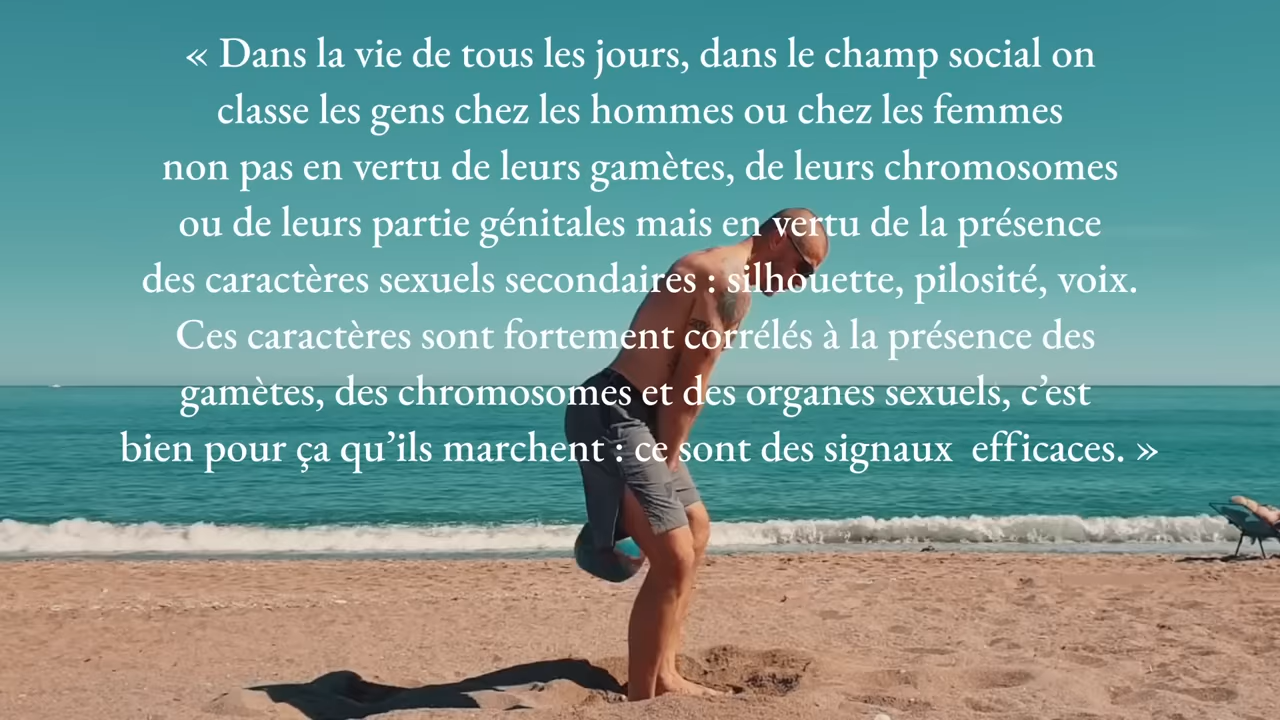 « Dans la vie de tous les jours, dans le champ social on
classe les gens chez les hommes ou chez les femmes
non pas en vertu de leurs gamètes, de leurs chromosomes
ou de leurs partie génitales mais en vertu de la présence
des caractères sexuels secondaires : silhouette, pilosité, voix.
Ces caractères sont fortement corrélés à la présence des
gamètes, des chromosomes et des organes sexuels, c’est
bien pour ça qu’ils marchent : ce sont des signaux  efficaces. »